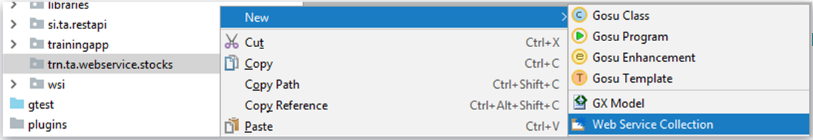 libraries
si.ta.restapi
trainingapp
trn.ta.webservice.stocks
wsi
gtest
plugins
New
Cut Ctrl+X
Copy Ctrl+C
Copy Path Ctrl+Shift+C
Copy Reference Ctrl+Alt+Shift+C
Paste Ctrl+V
C Gosu Class
Gosu Program
E Gosu Enhancement
T Gosu Template
GX Model
Web Service Collection